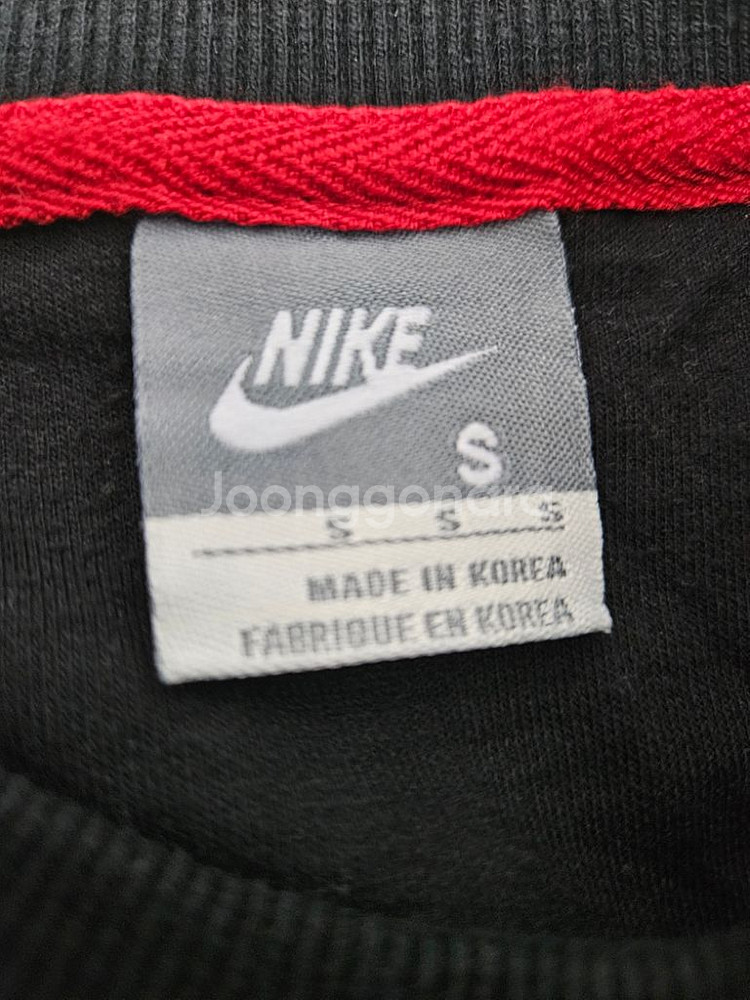 NIKE
S
Joonggonara
S S S
MADE IN KOREA
FABRIQUE EN KOREA